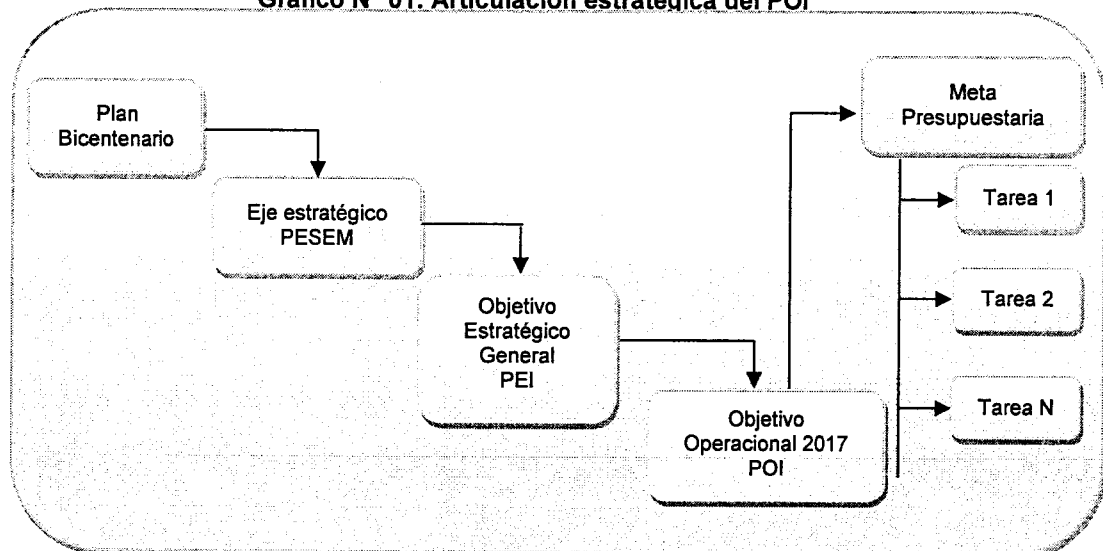 Gráfico N° 01: Articulación estratégica del POI
Plan
Bicentenario
Eje estratégico
PESEM
Objetivo
Estratégico
General
PEI
Objetivo
Operacional 2017
POI
Meta
Presupuestaria
Tarea 1
Tarea 2
Tarea N